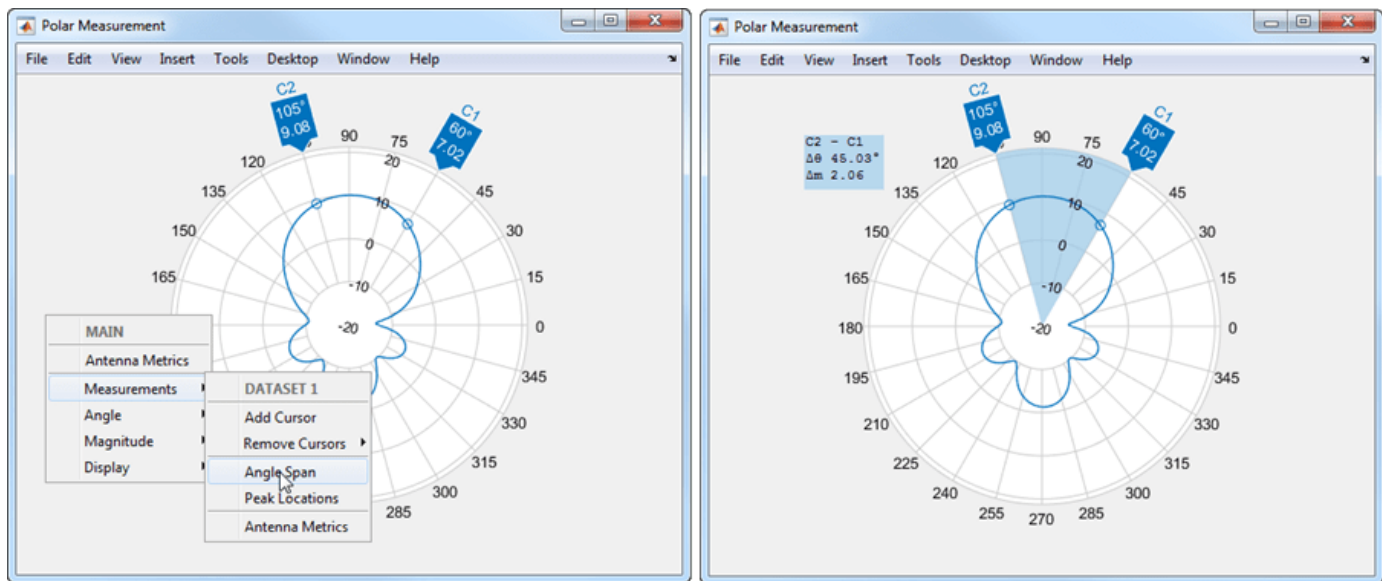 Polar Measurement
File Edit View Insert Tools Desktop Window Help
C2
105°
9.08
C1
60°
7.02
90
75
120
20
135
45
10
150
30
0
165
15
-10
-20
0
345
330
315
300
285
MAIN
Antenna Metrics
Measurements
Angle
Magnitude
Display
DATASET 1
Add Cursor
Remove Cursors
Angle Span
Peak Locations
Antenna Metrics
Polar Measurement
File Edit View Insert Tools Desktop Window Help
C2
105°
9.08
C1
60°
7.02
C2 - C1
Δθ 45.03°
Δm 2.06
90
75
120
20
135
45
10
150
30
0
165
15
-10
180
-20
0
195
345
210
330
225
315
240
300
255
270
285